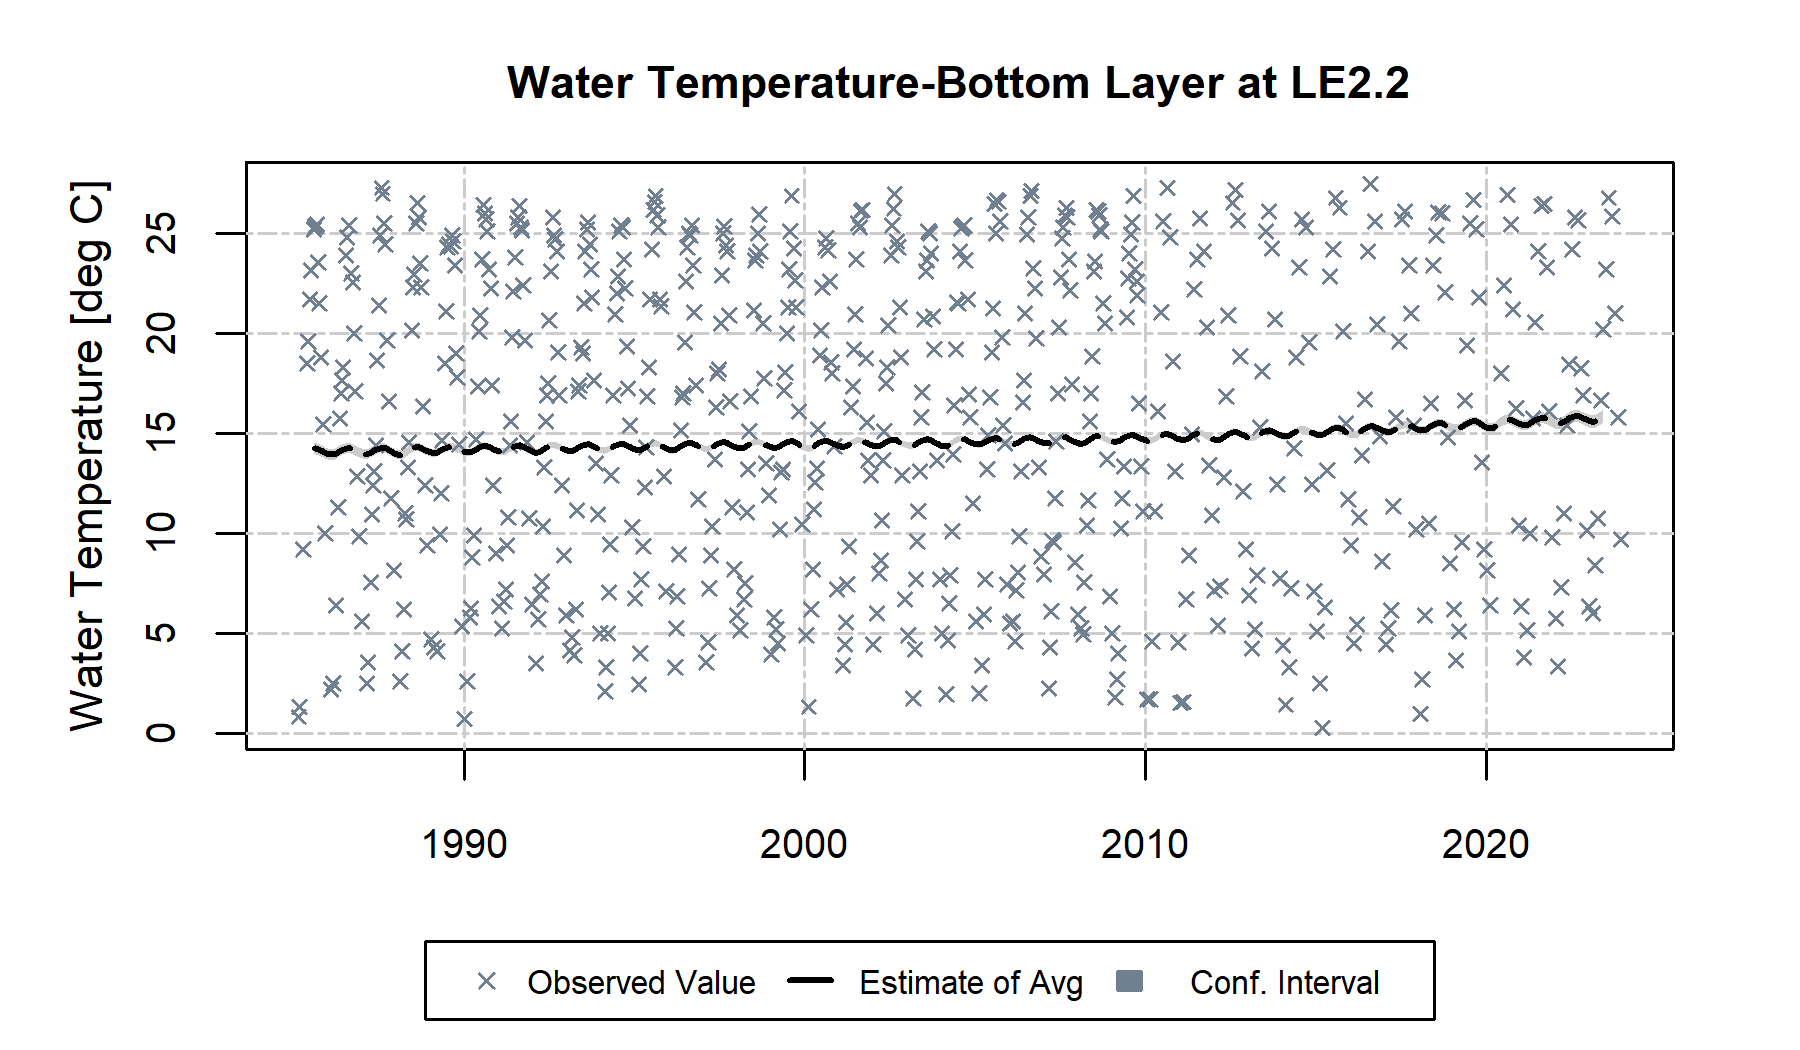 Water Temperature-Bottom Layer at LE2.2
Water Temperature [deg C]
25
20
15
10
5
0
1990 2000 2010 2020
Observed Value Estimate of Avg Conf. Interval